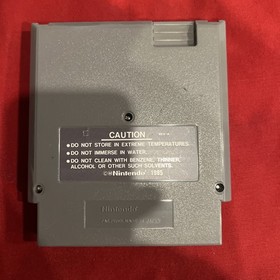 CAUTION
•DO NOT STORE IN EXTREME TEMPERATURES.
•DO NOT IMMERSE IN WATER.
•DO NOT CLEAN WITH BENZENE, THINNER,
ALCOHOL OR OTHER SUCH SOLVENTS.
©®Nintendo 1985
Nintendo